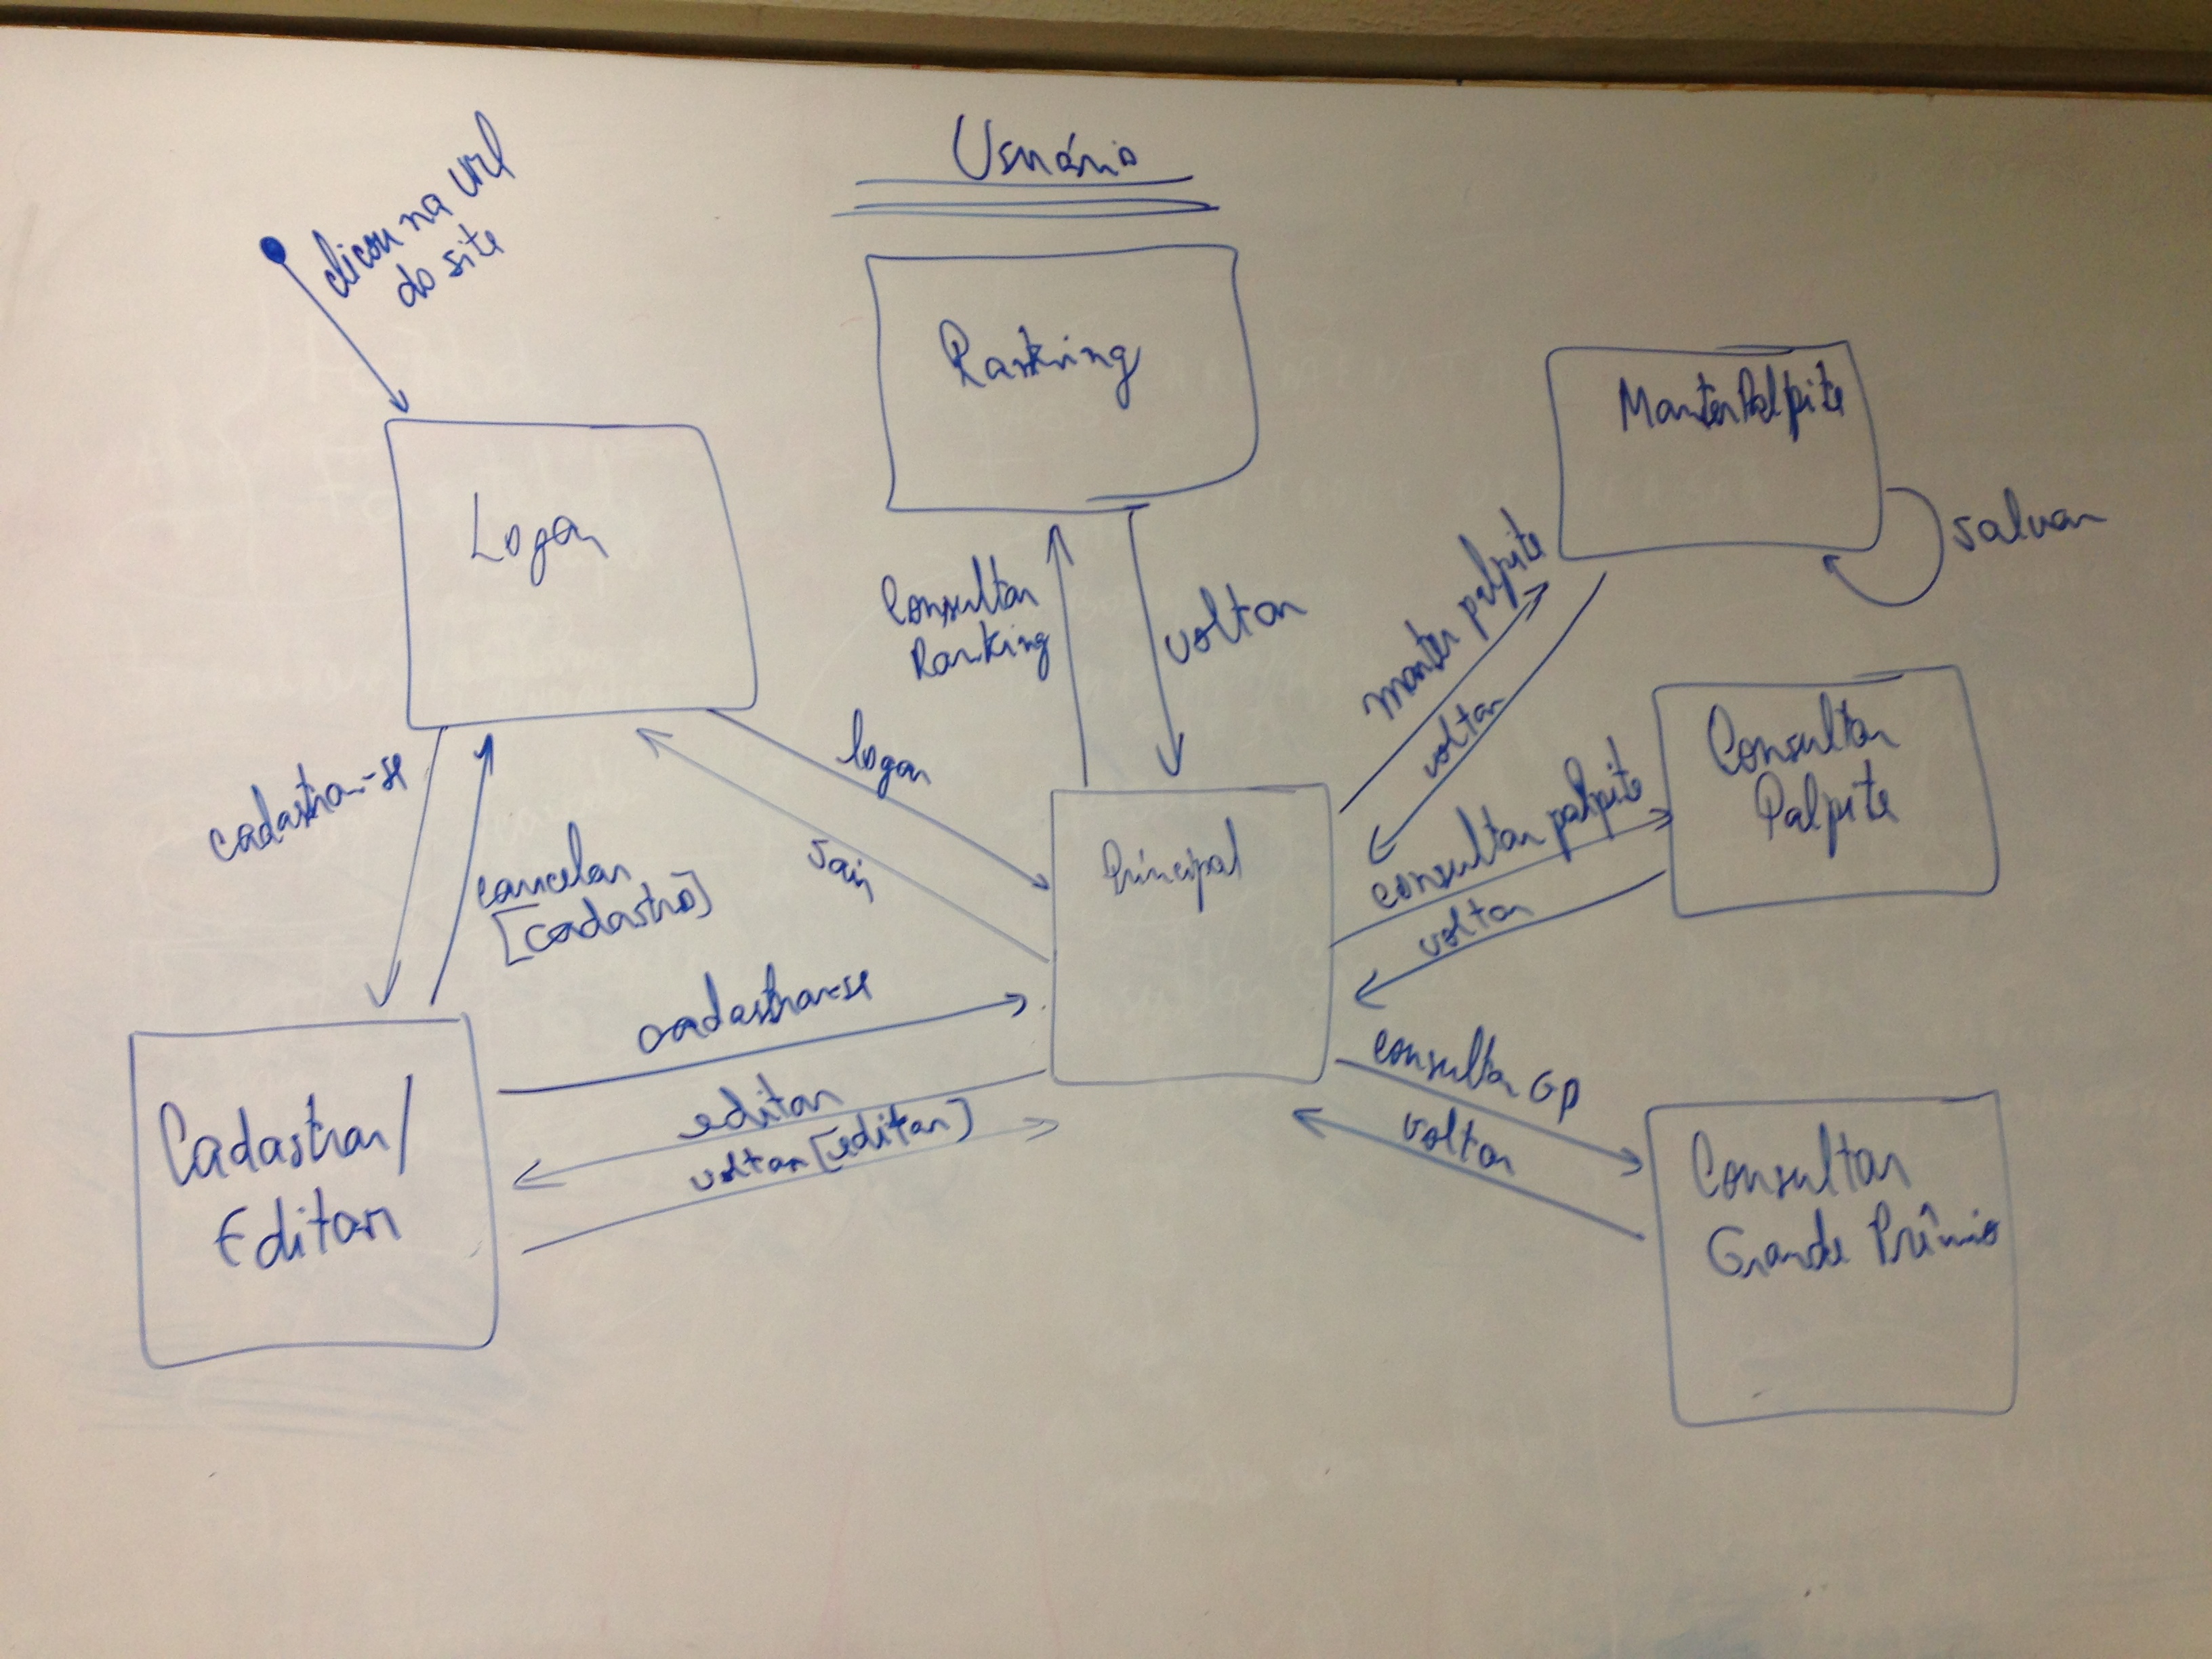 Usuário
clicou na url
do site
Ranking
Manter Palpite
Logar
salvar
Consultar
Ranking
voltar
manter palpite
voltar
Consultar
Palpite
logar
sair
cadastrar-se
cancelar
[cadastro]
Principal
consultar palpite
voltar
cadastrar-se
editar
voltar [editar]
consultar GP
voltar
Cadastrar/
Editar
Consultar
Grande Prêmio